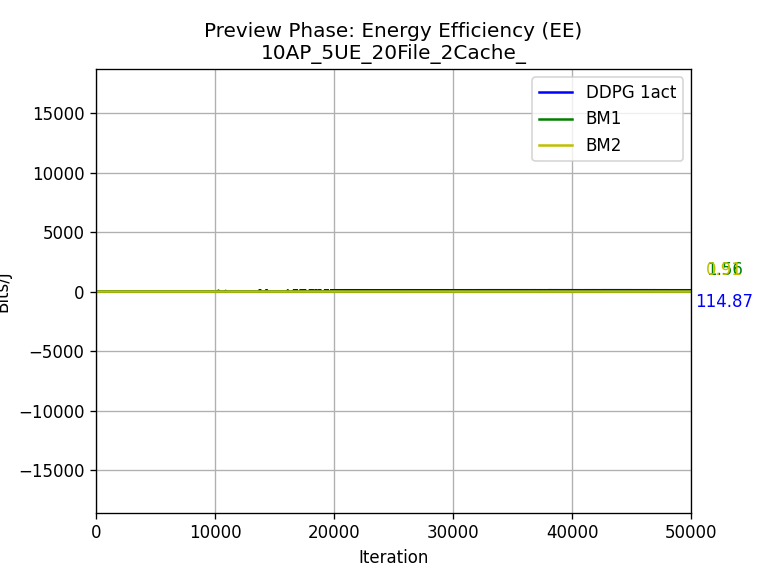 Preview Phase: Energy Efficiency (EE)
10AP_5UE_20File_2Cache_
DDPG 1act
BM1
BM2
15000
10000
5000
0
−5000
−10000
−15000
Bits/J
114.87
0
10000
20000
30000
40000
50000
Iteration